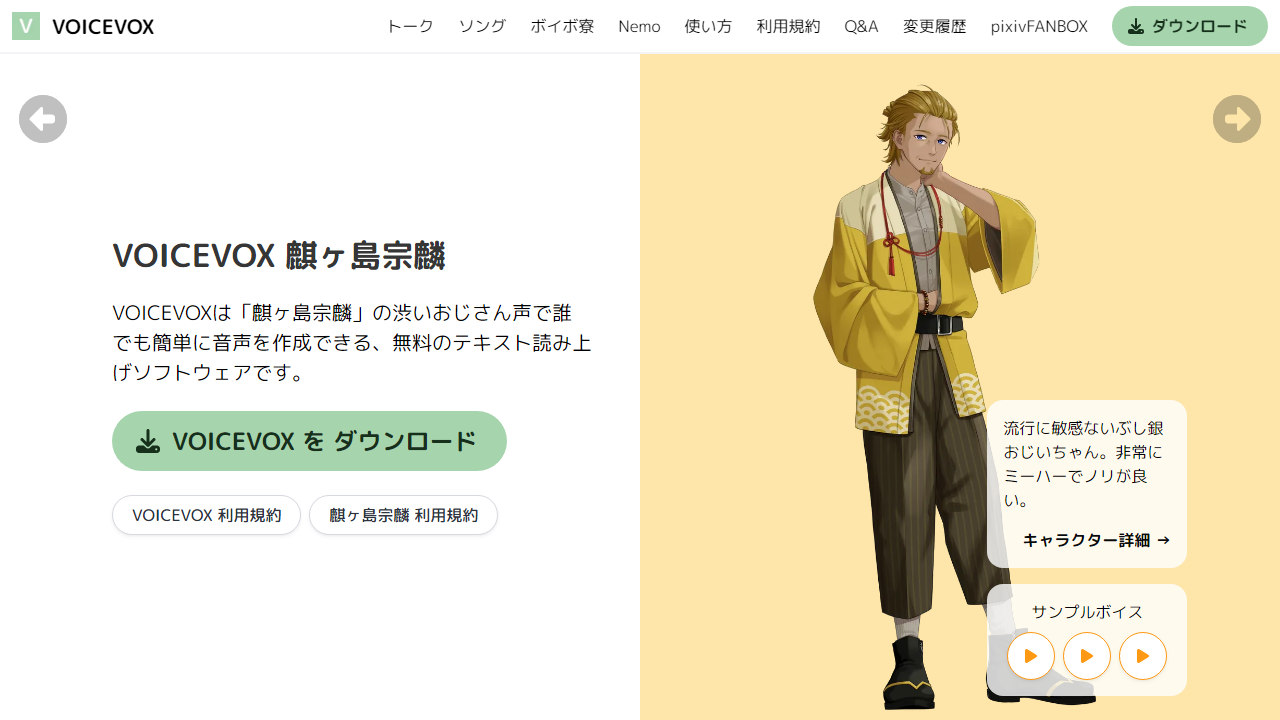 V VOICEVOX
トーク ソング ボイボ寮 Nemo 使い方 利用規約 Q&A 変更履歴 pixivFANBOX ダウンロード
VOICEVOX 麒ヶ島宗麟
VOICEVOXは「麒ヶ島宗麟」の渋いおじさん声で誰
でも簡単に音声を作成できる、無料のテキスト読み上
げソフトウェアです。
VOICEVOX を ダウンロード
VOICEVOX 利用規約
麒ヶ島宗麟 利用規約
流行に敏感ないぶし銀
おじいちゃん。非常に
ミーハーでノリが良
い。
キャラクター詳細 →
サンプルボイス